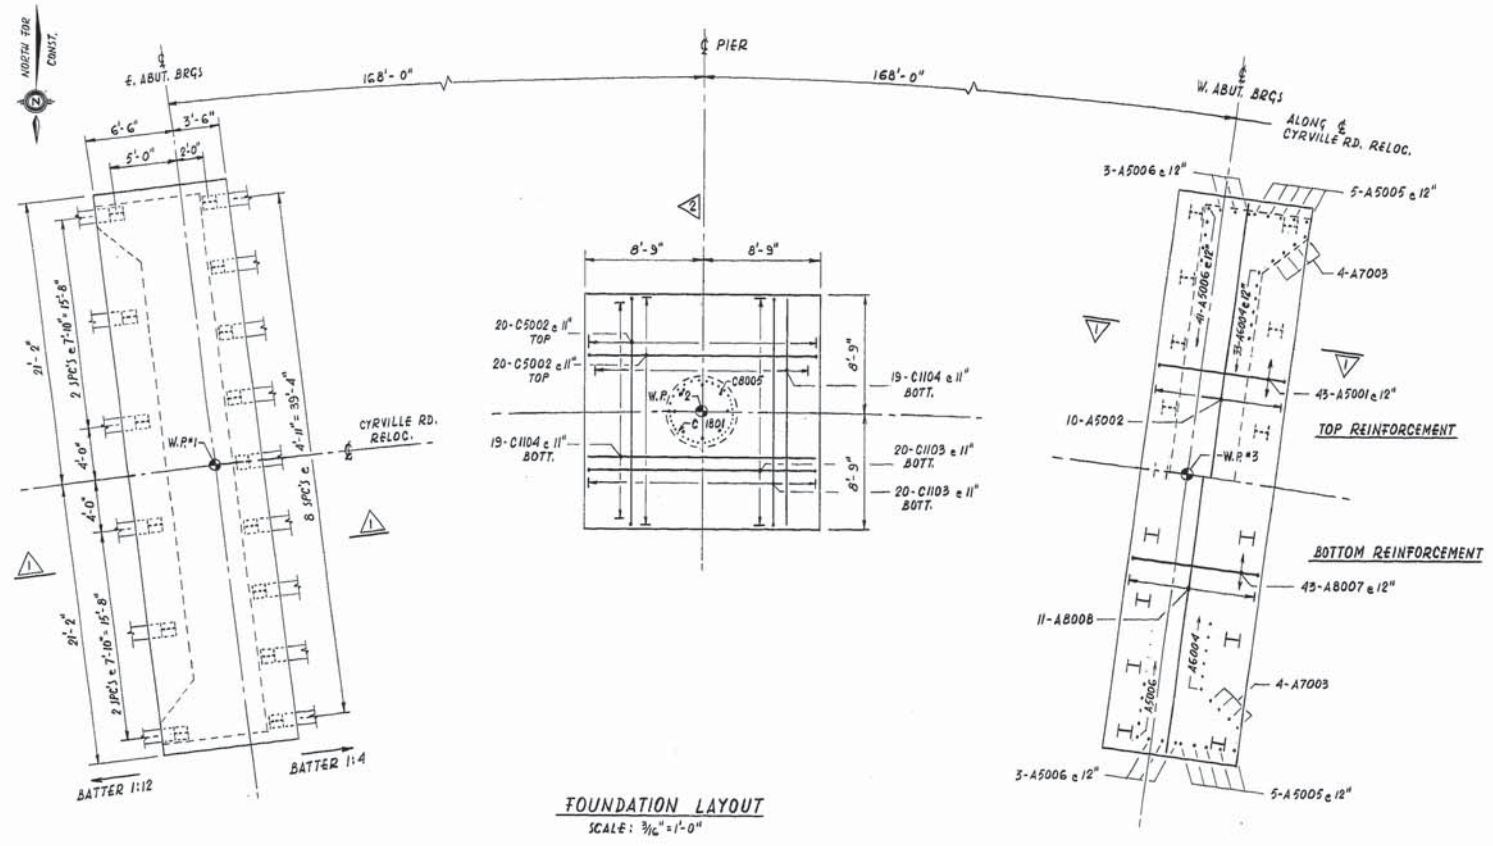 NORTH FOR
CONST.
N
℄
E. ABUT. BRGS
168'-0"
℄ PIER
168'-0"
℄
W. ABUT. BRGS
ALONG ℄
CYRVILLE RD. RELOC.
6'-6"
3'-6"
5'-0"
2'-0"
21'-2"
2 SPC'S @ 7'-10" = 15'-8"
4'-0"
4'-0"
2 SPC'S @ 7'-10" = 15'-8"
21'-2"
8 SPC'S @ 4'-11" = 39'-4"
W.P.#1
CYRVILLE RD.
RELOC.
℄
1
1
BATTER 1:12
BATTER 1:4
2
8'-9"
8'-9"
8'-9"
8'-9"
20-C5002 @ 11"
TOP
20-C5002 @ 11"
TOP
C8005
W.P. #2
C1801
19-C1104 @ 11"
BOTT.
19-C1104 @ 11"
BOTT.
20-C1103 @ 11"
BOTT.
20-C1103 @ 11"
BOTT.
3-A5006 @ 12"
5-A5005 @ 12"
4-A7003
41-A5006 @ 12"
33-A6004 @ 12"
1
1
43-A5001 @ 12"
10-A5002
TOP REINFORCEMENT
W.P. #3
BOTTOM REINFORCEMENT
43-A8007 @ 12"
11-A8008
A6004
A5006
4-A7003
3-A5006 @ 12"
5-A5005 @ 12"
FOUNDATION LAYOUT
SCALE: 3/16" = 1'-0"